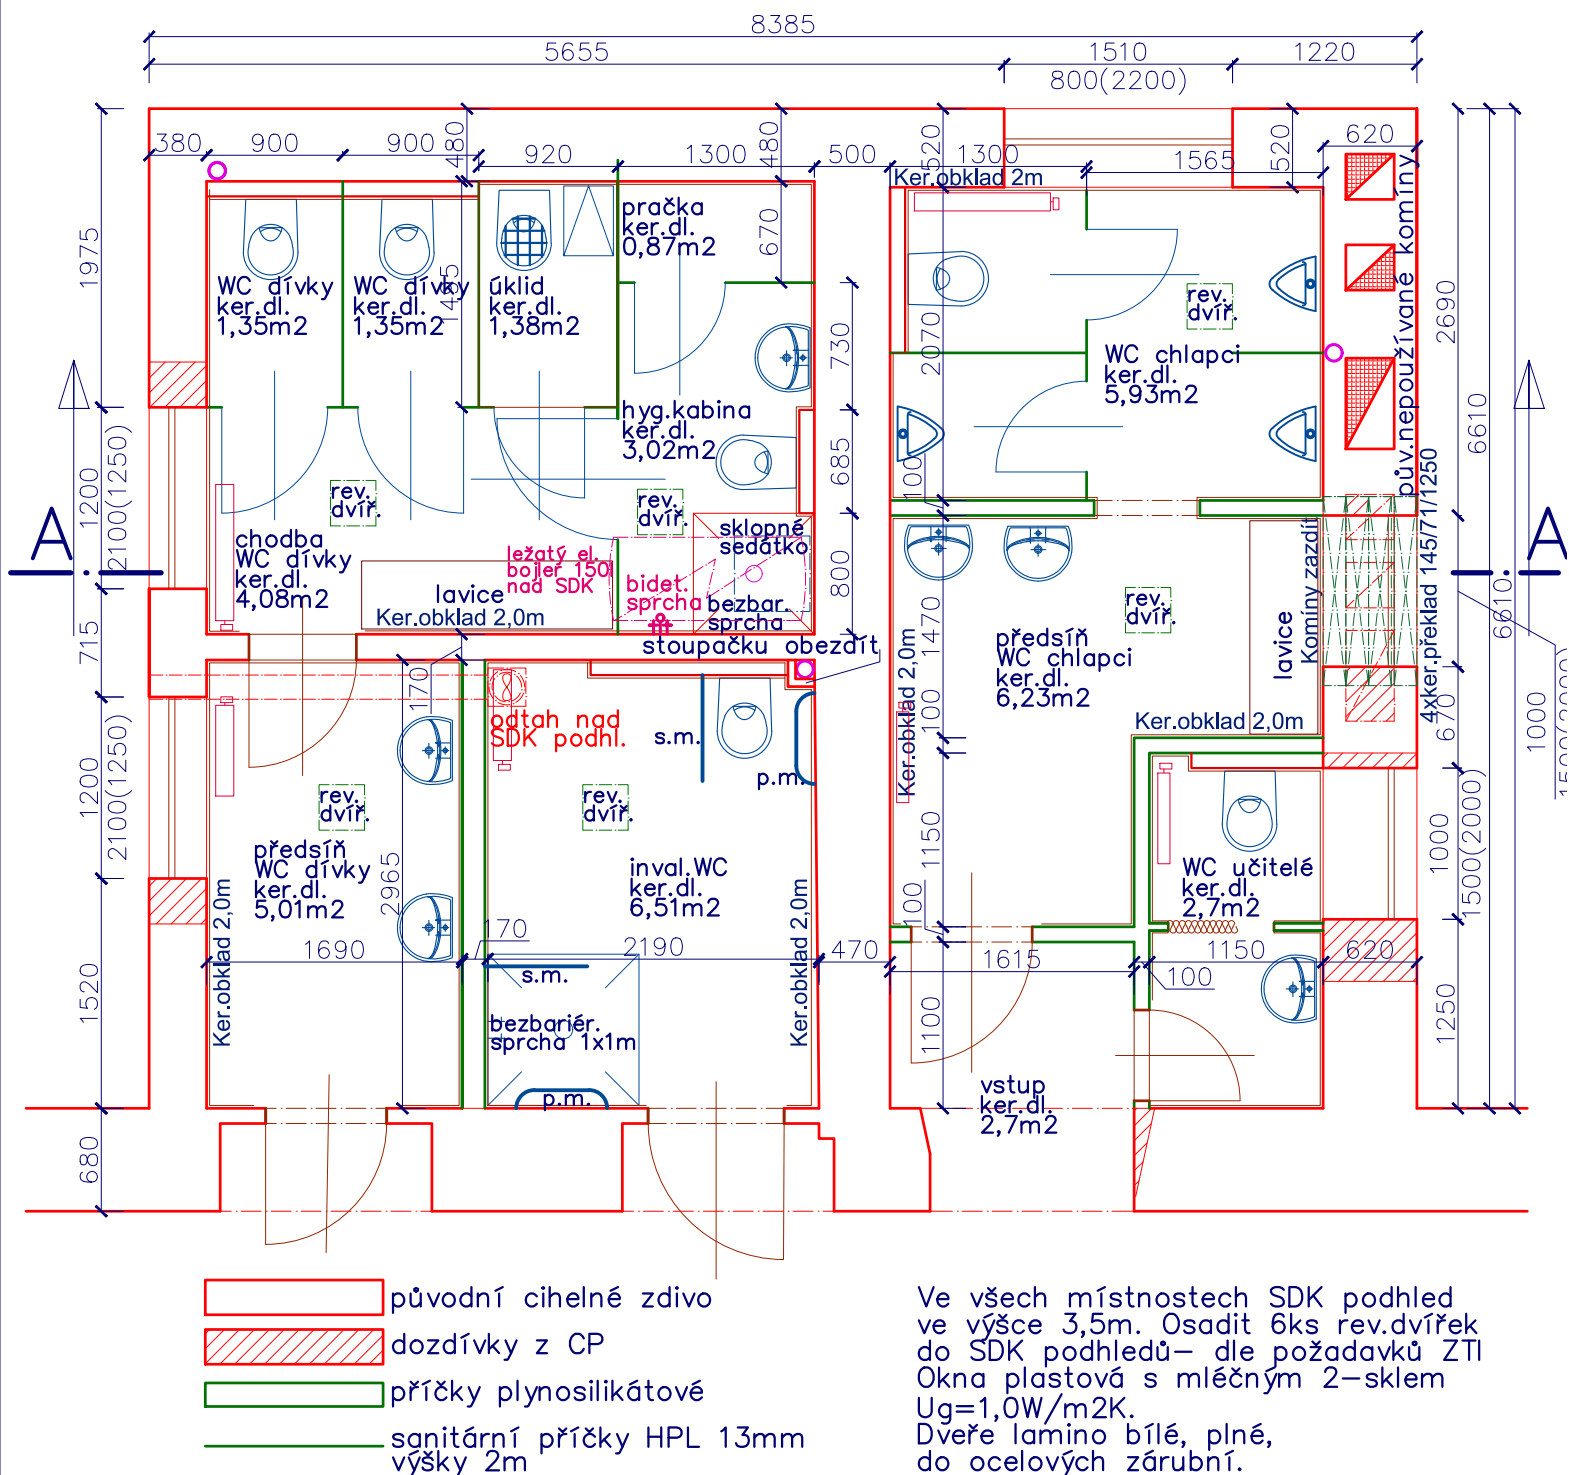 8385
5655
1510
1220
800(2200)
380
900
900
480
920
1300
480
500
520
1300
1565
520
620
Ker.obklad 2m
pračka
ker.dl.
0,87m2
670
1975
WC dívky
ker.dl.
1,35m2
WC dívky
ker.dl.
1,35m2
1495
úklid
ker.dl.
1,38m2
730
2070
rev.
dvíř.
WC chlapci
ker.dl.
5,93m2
pův.nepoužívané komíny
2690
6610
hyg.kabina
ker.dl.
3,02m2
685
100
1200
2100(1250)
rev.
dvíř.
rev.
dvíř.
sklopné
sedátko
A
A
chodba
WC dívky
ker.dl.
4,08m2
ležatý el.
bojler 150l
nad SDK
bidet.
sprcha
bezbar.
sprcha
800
lavice
Ker.obklad 2,0m
stoupačku obezdít
1470
rev.
dvíř.
předsíň
WC chlapci
ker.dl.
6,23m2
lavice
Komíny zazdít
4xker.překlad 145/71/1250
6610
715
170
odtah nad
SDK podhl.
s.m.
p.m.
Ker.obklad 2,0m
100
Ker.obklad 2,0m
670
1000
1500(2000)
1200
2100(1250)
rev.
dvíř.
rev.
dvíř.
předsíň
WC dívky
ker.dl.
5,01m2
2965
inval.WC
ker.dl.
6,51m2
1150
WC učitelé
ker.dl.
2,7m2
1000
1500(2000)
Ker.obklad 2,0m
1690
170
2190
Ker.obklad 2,0m
470
100
1615
1150
100
620
1520
s.m.
bezbariér.
sprcha 1x1m
p.m.
1100
1250
vstup
ker.dl.
2,7m2
680
původní cihelné zdivo
dozdívky z CP
příčky plynosilikátové
sanitární příčky HPL 13mm
výšky 2m
Ve všech místnostech SDK podhled
ve výšce 3,5m. Osadit 6ks rev.dvířek
do SDK podhledů– dle požadavků ZTI
Okna plastová s mléčným 2–sklem
Ug=1,0W/m2K.
Dveře lamino bílé, plné,
do ocelových zárubní.